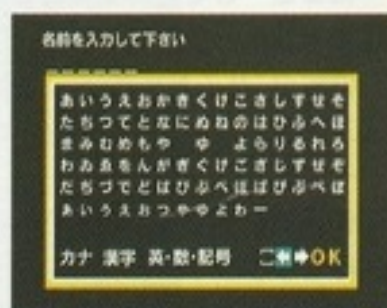 名前を入力して下さい
あいうえおかきくけこさしすせそ
たちつてとなにぬねのはひふへほ
まみむめもや ゆ よらりるれろ
わゐゑをんがぎぐげござじずぜぞ
だぢづでどばびぶべぼぱぴぷぺぽ
ぁぃぅぇぉっゃゅょゎー
カナ 漢字 英・数・記号 ⬅➡OK